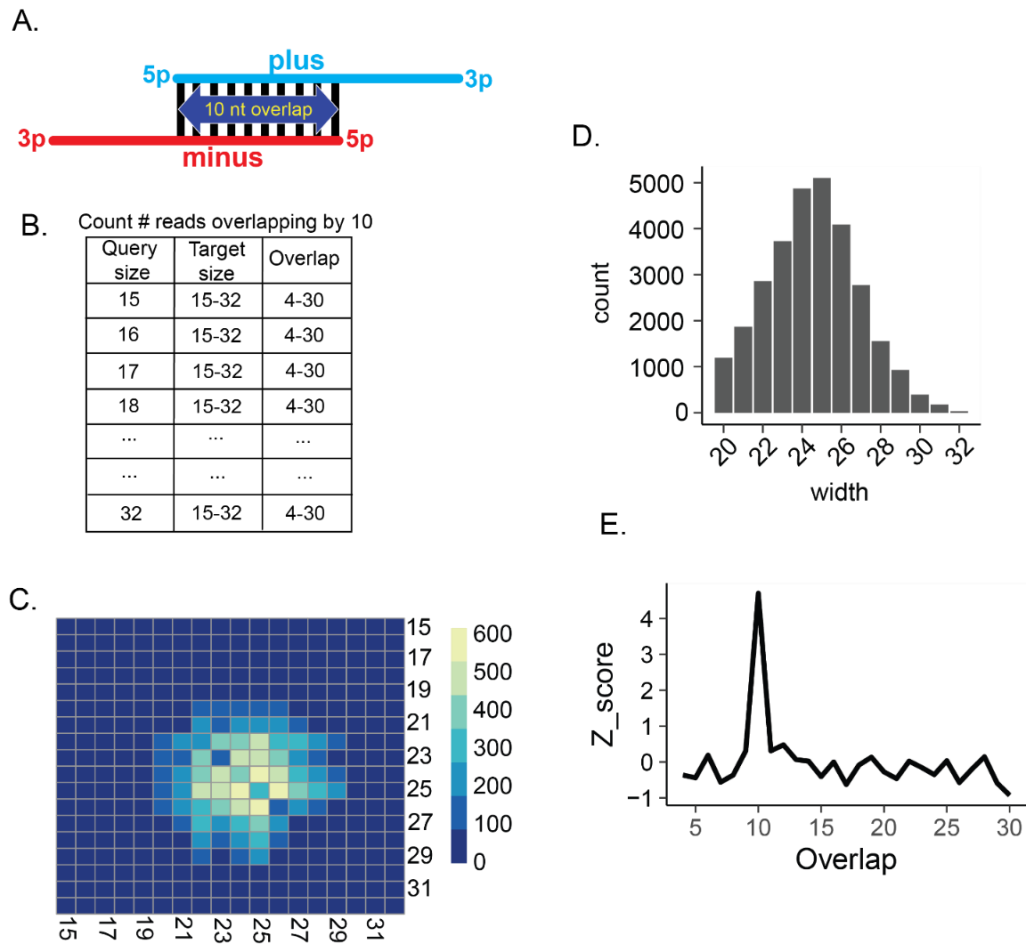 A.
plus
5p
3p
10 nt overlap
3p
5p
minus
B.
Count # reads overlapping by 10
Query size
Target size
Overlap
15 15-32 4-30
16 15-32 4-30
17 15-32 4-30
18 15-32 4-30
... ... ...
... ... ...
32 15-32 4-30
C.
15
17
19
21
23
25
27
29
31
600
500
400
300
200
100
0
15 17 19 21 23 25 27 29 31
D.
5000
4000
3000
2000
1000
0
count
20 22 24 26 28 30 32
width
E.
4
3
2
1
0
−1
Z_score
5 10 15 20 25 30
Overlap